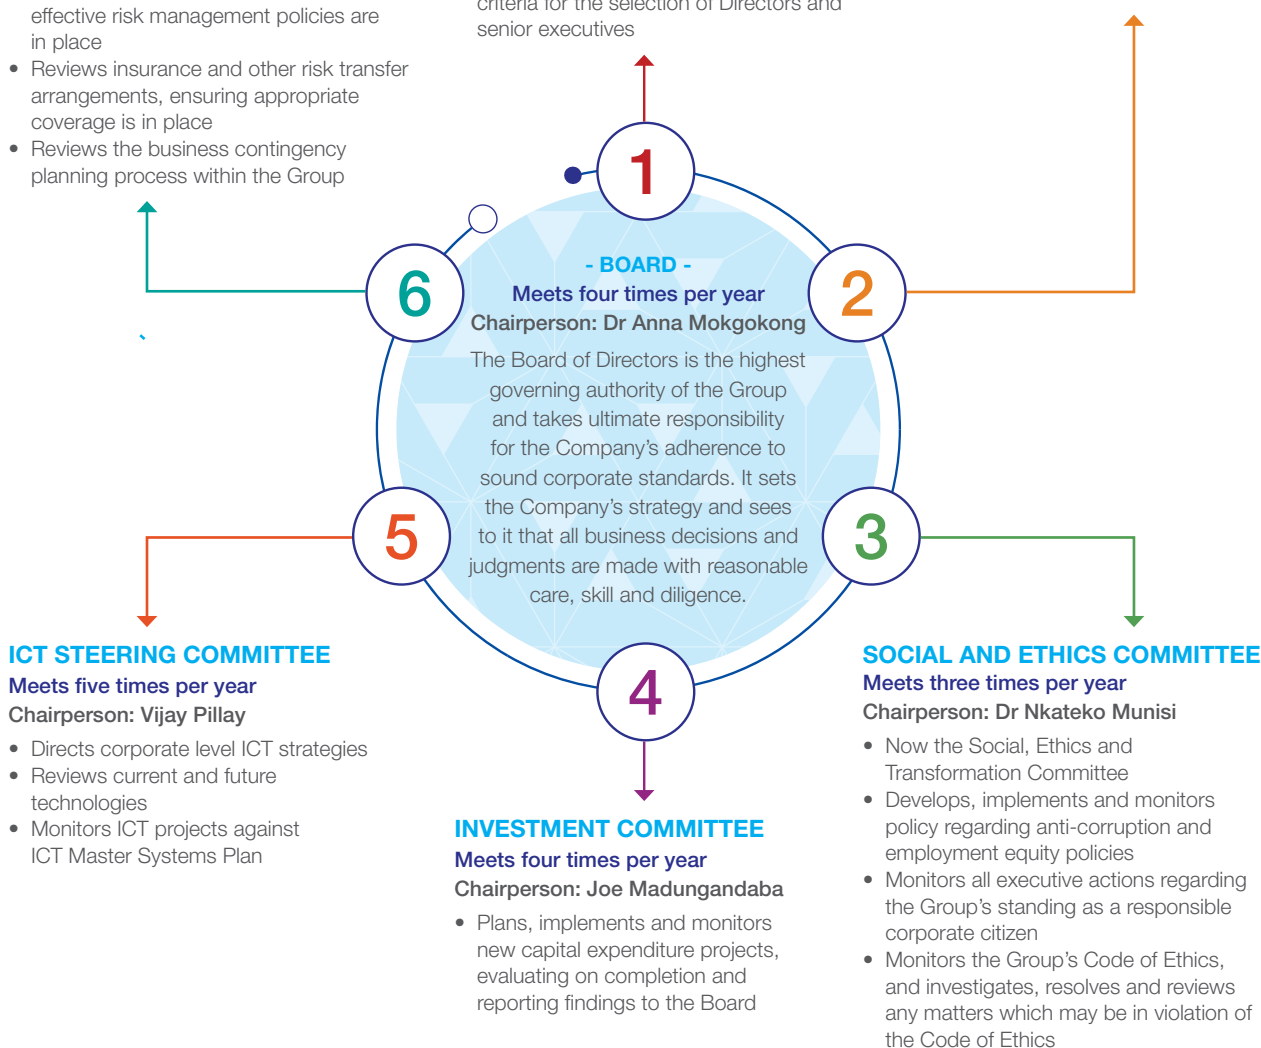 effective risk management policies are
in place
• Reviews insurance and other risk transfer
arrangements, ensuring appropriate
coverage is in place
• Reviews the business contingency
planning process within the Group
criteria for the selection of Directors and
senior executives
1
2
3
4
5
6
- BOARD -
Meets four times per year
Chairperson: Dr Anna Mokgokong
The Board of Directors is the highest
governing authority of the Group
and takes ultimate responsibility
for the Company’s adherence to
sound corporate standards. It sets
the Company’s strategy and sees
to it that all business decisions and
judgments are made with reasonable
care, skill and diligence.
ICT STEERING COMMITTEE
Meets five times per year
Chairperson: Vijay Pillay
• Directs corporate level ICT strategies
• Reviews current and future
technologies
• Monitors ICT projects against
ICT Master Systems Plan
INVESTMENT COMMITTEE
Meets four times per year
Chairperson: Joe Madungandaba
• Plans, implements and monitors
new capital expenditure projects,
evaluating on completion and
reporting findings to the Board
SOCIAL AND ETHICS COMMITTEE
Meets three times per year
Chairperson: Dr Nkateko Munisi
• Now the Social, Ethics and
Transformation Committee
• Develops, implements and monitors
policy regarding anti-corruption and
employment equity policies
• Monitors all executive actions regarding
the Group’s standing as a responsible
corporate citizen
• Monitors the Group’s Code of Ethics,
and investigates, resolves and reviews
any matters which may be in violation of
the Code of Ethics